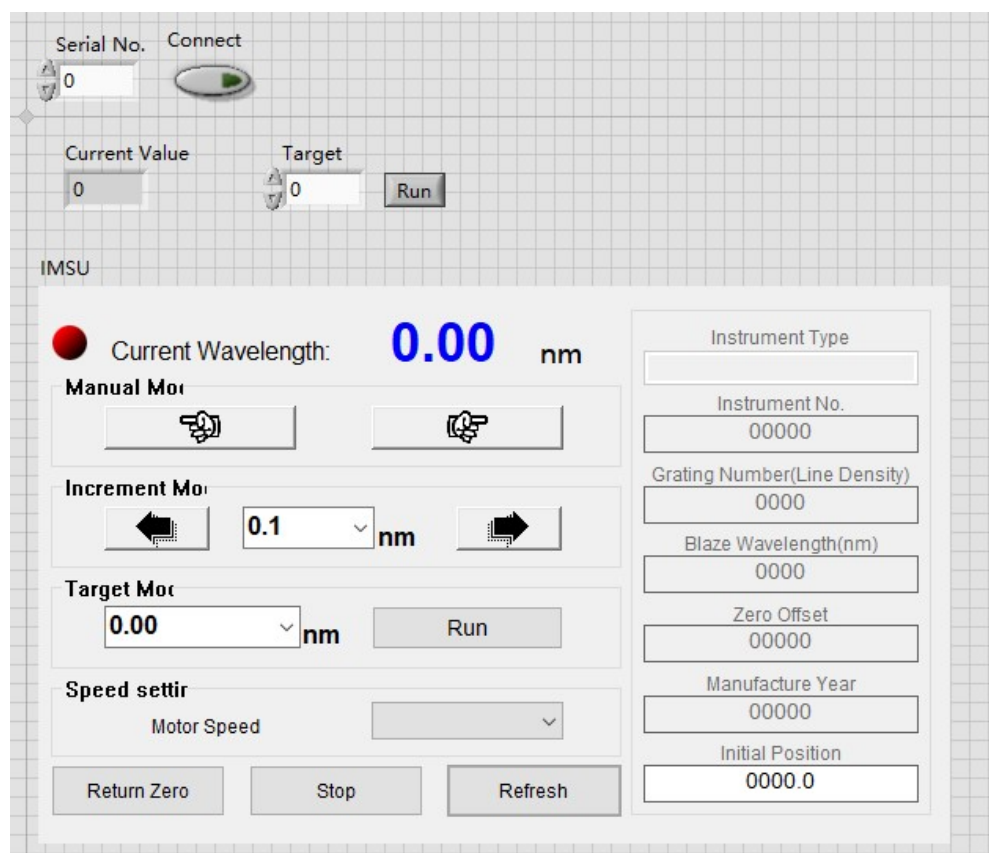 Serial No. Connect
0
Current Value Target
0 0 Run
IMSU
Current Wavelength: 0.00 nm
Manual Mo
Increment Mo
0.1 nm
Target Mo
0.00 nm Run
Speed settir
Motor Speed
Return Zero Stop Refresh
Instrument Type
Instrument No.
00000
Grating Number(Line Density)
0000
Blaze Wavelength(nm)
0000
Zero Offset
00000
Manufacture Year
00000
Initial Position
0000.0